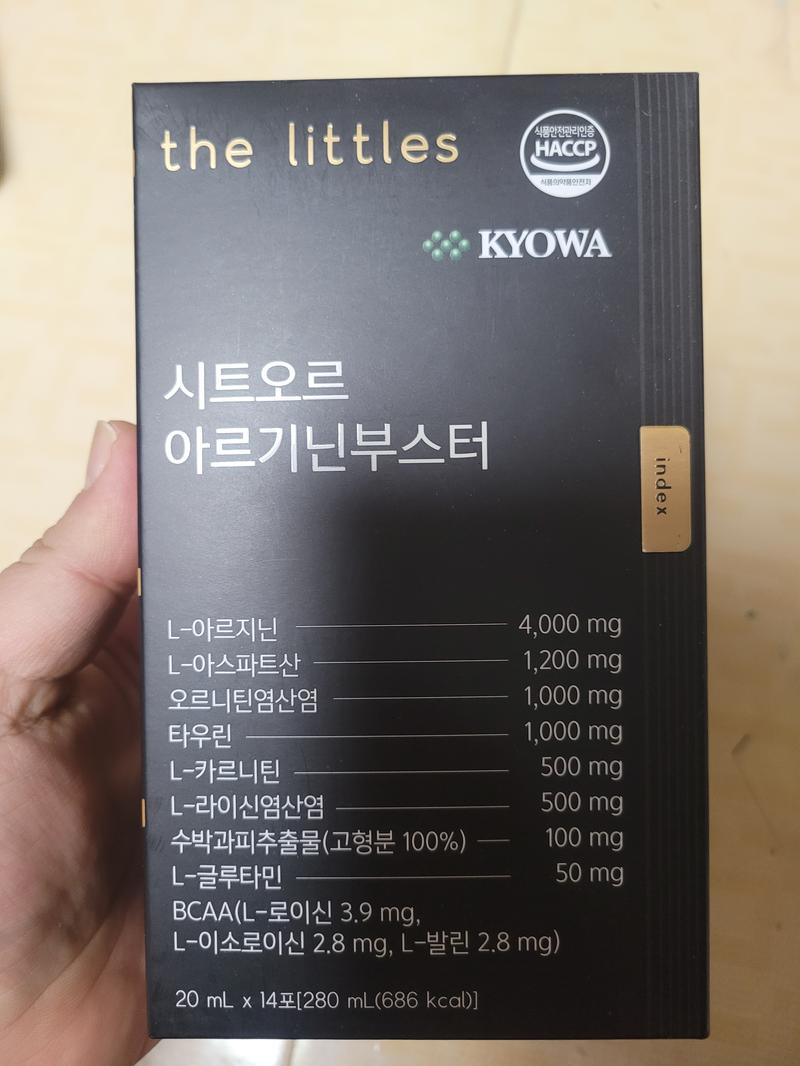 the littles
식품안전관리인증
HACCP
식품의약품안전처
KYOWA
시트오르
아르기닌부스터
index
L-아르지닌 4,000 mg
L-아스파트산 1,200 mg
오르니틴염산염 1,000 mg
타우린 1,000 mg
L-카르니틴 500 mg
L-라이신염산염 500 mg
수박과피추출물(고형분 100%) 100 mg
L-글루타민 50 mg
BCAA(L-로이신 3.9 mg,
L-이소로이신 2.8 mg, L-발린 2.8 mg)
20 mL x 14포[280 mL(686 kcal)]